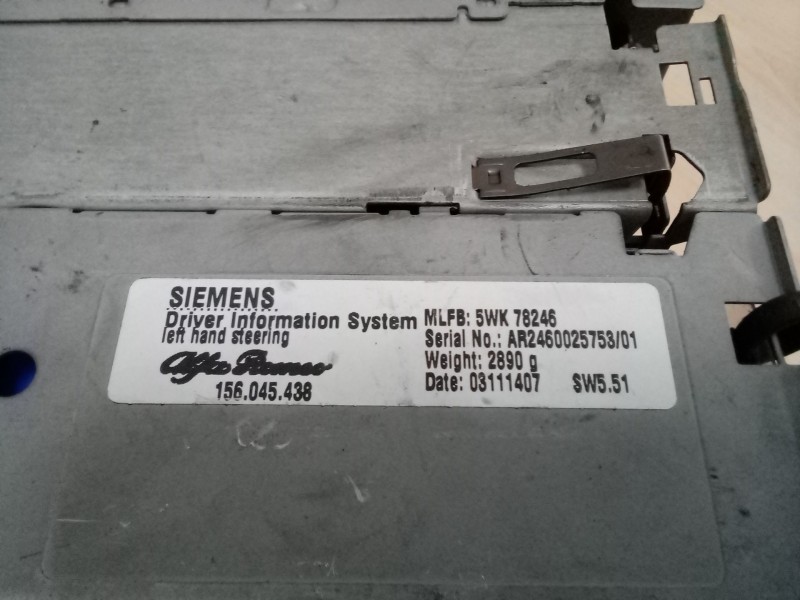 SIEMENS
Driver Information System
left hand steering
Alfa Romeo
156.045.438
MLFB: 5WK 78246
Serial No.: AR2460025753/01
Weight: 2890 g
Date: 03111407 SW5.51